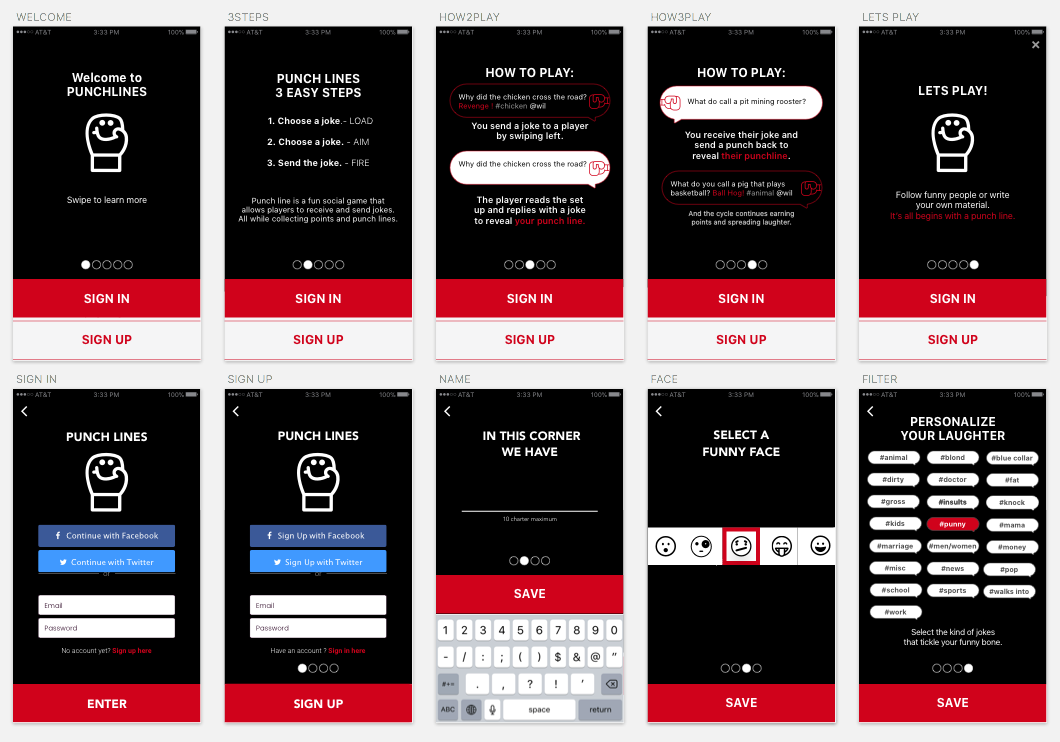 WELCOME
●●●○○ AT&T 3:33 PM 100%
Welcome to
PUNCHLINES
Swipe to learn more
SIGN IN
SIGN UP
3STEPS
●●●○○ AT&T 3:33 PM 100%
PUNCH LINES
3 EASY STEPS
1. Choose a joke.- LOAD
2. Choose a joke. - AIM
3. Send the joke. - FIRE
Punch line is a fun social game that
allows players to receive and send jokes.
All while collecting points and punch lines.
SIGN IN
SIGN UP
HOW2PLAY
●●●○○ AT&T 3:33 PM 100%
HOW TO PLAY:
Why did the chicken cross the road?
Revenge ! #chicken @wil
You send a joke to a player
by swiping left.
Why did the chicken cross the road?
The player reads the set
up and replies with a joke
to reveal your punch line.
SIGN IN
SIGN UP
HOW3PLAY
●●●○○ AT&T 3:33 PM 100%
HOW TO PLAY:
What do call a pit mining rooster?
You receive their joke and
send a punch back to
reveal their punchline.
What do you call a pig that plays
basketball? Ball Hog! #animal @wil
And the cycle continues earning
points and spreading laughter.
SIGN IN
SIGN UP
LETS PLAY
●●●○○ AT&T 3:33 PM 100%
LETS PLAY!
Follow funny people or write
your own material.
It's all begins with a punch line.
SIGN IN
SIGN UP
SIGN IN
●●●○○ AT&T 3:33 PM 100%
PUNCH LINES
Continue with Facebook
Continue with Twitter
or
Email
Password
No account yet? Sign up here
ENTER
SIGN UP
●●●○○ AT&T 3:33 PM 100%
PUNCH LINES
Sign Up with Facebook
Sign Up with Twitter
or
Email
Password
Have an account ? Sign in here
SIGN UP
NAME
●●●○○ AT&T 3:33 PM 100%
IN THIS CORNER
WE HAVE
10 charter maximum
SAVE
1 2 3 4 5 6 7 8 9 0
- / : ; ( ) $ & @ "
#+= . , ? ! '
ABC space return
FACE
●●●○○ AT&T 3:33 PM 100%
SELECT A
FUNNY FACE
SAVE
FILTER
●●●○○ AT&T 3:33 PM 100%
PERSONALIZE
YOUR LAUGHTER
#animal #blond #blue collar
#dirty #doctor #fat
#gross #insults #knock
#kids #punny #mama
#marriage #men/women #money
#misc #news #pop
#school #sports #walks into
#work
Select the kind of jokes
that tickle your funny bone.
SAVE